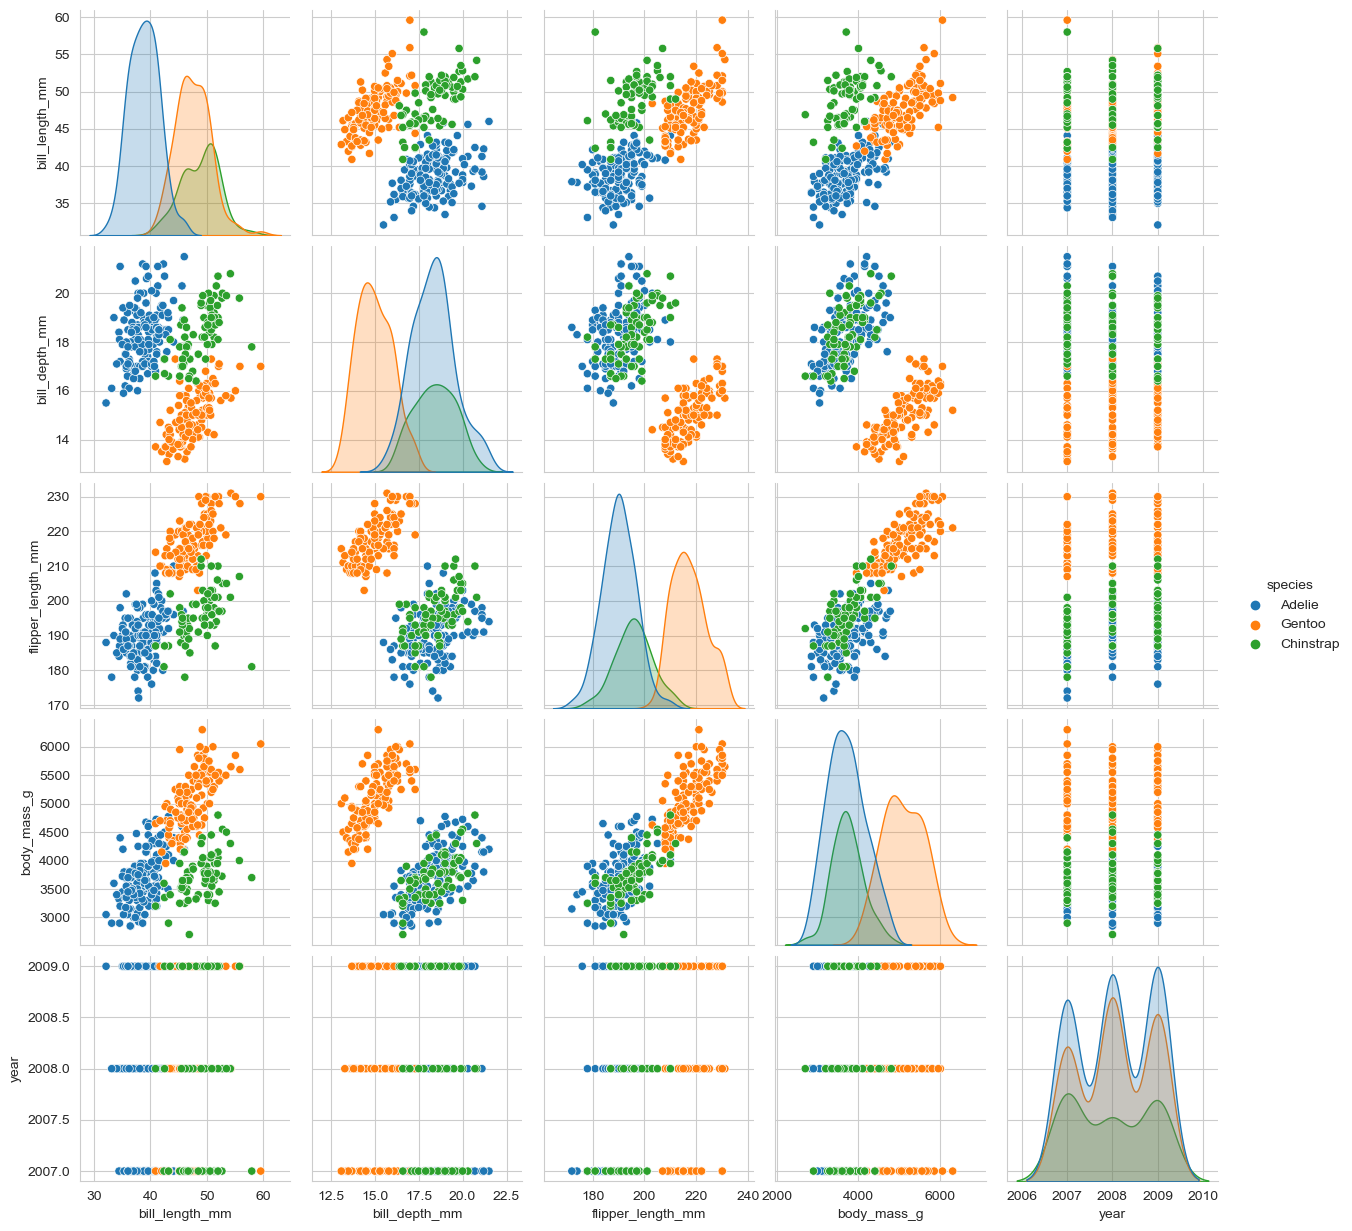 60
55
50
45
40
35
bill_length_mm
20
18
16
14
bill_depth_mm
230
220
210
200
190
180
170
flipper_length_mm
species
Adelie
Gentoo
Chinstrap
6000
5500
5000
4500
4000
3500
3000
body_mass_g
2009.0
2008.5
2008.0
2007.5
2007.0
year
30 40 50 60 12.5 15.0 17.5 20.0 22.5 180 200 220 240 2000 4000 6000 2006 2007 2008 2009 2010
bill_length_mm bill_depth_mm flipper_length_mm body_mass_g year